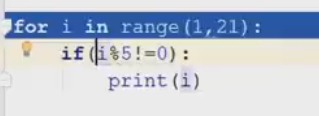 for i in range(1,21):
if(i%5!=0):
print(i)